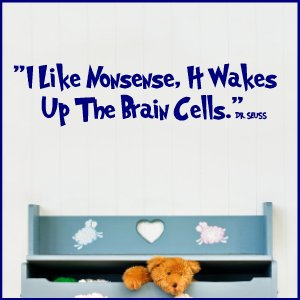 "I Like Nonsense, It Wakes
Up The Brain Cells." DR. SEUSS